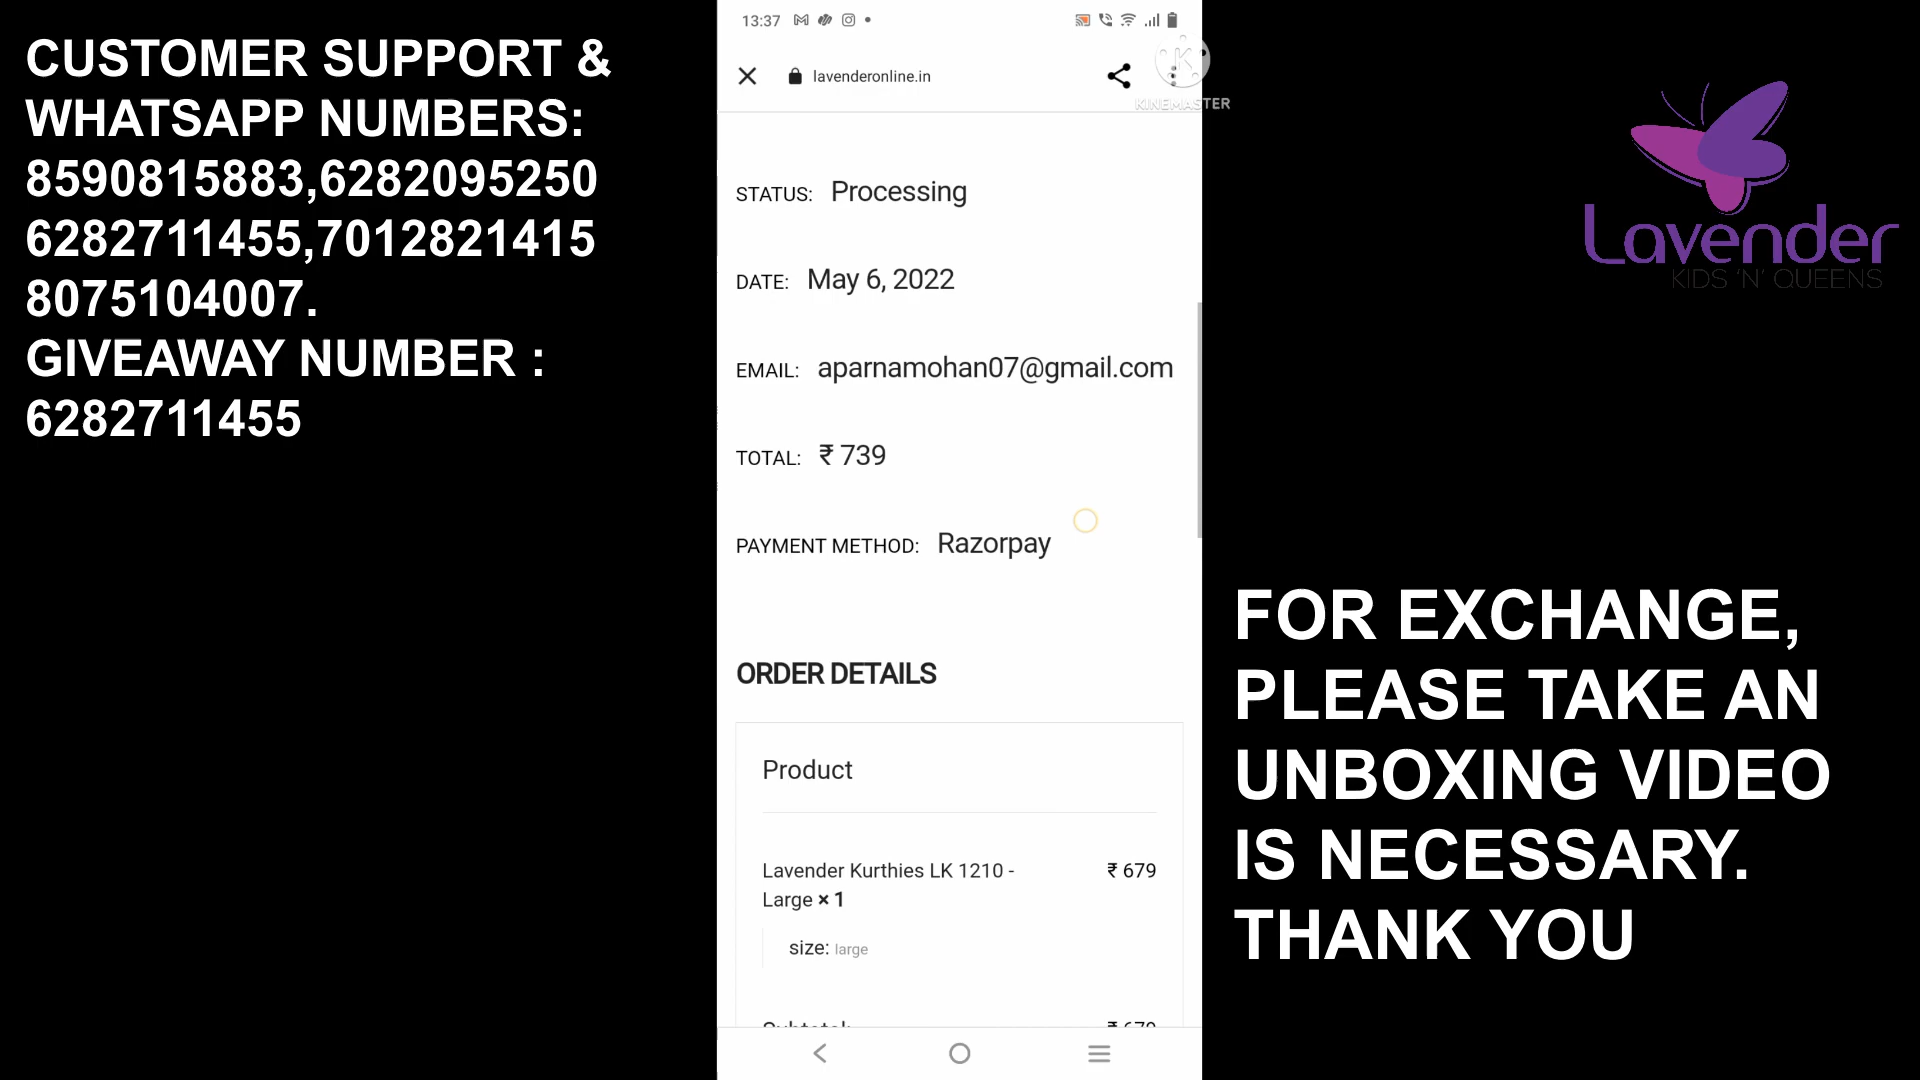 CUSTOMER SUPPORT &
WHATSAPP NUMBERS:
8590815883,6282095250
6282711455,7012821415
8075104007.
GIVEAWAY NUMBER :
6282711455
13:37
lavenderonline.in
KINEMASTER
STATUS: Processing
DATE: May 6, 2022
EMAIL: aparnamohan07@gmail.com
TOTAL: ₹ 739
PAYMENT METHOD: Razorpay
ORDER DETAILS
Product
Lavender Kurthies LK 1210 - ₹ 679
Large × 1
size: large
Subtotal: ₹ 679
Lavender
KIDS 'N' QUEENS
FOR EXCHANGE,
PLEASE TAKE AN
UNBOXING VIDEO
IS NECESSARY.
THANK YOU